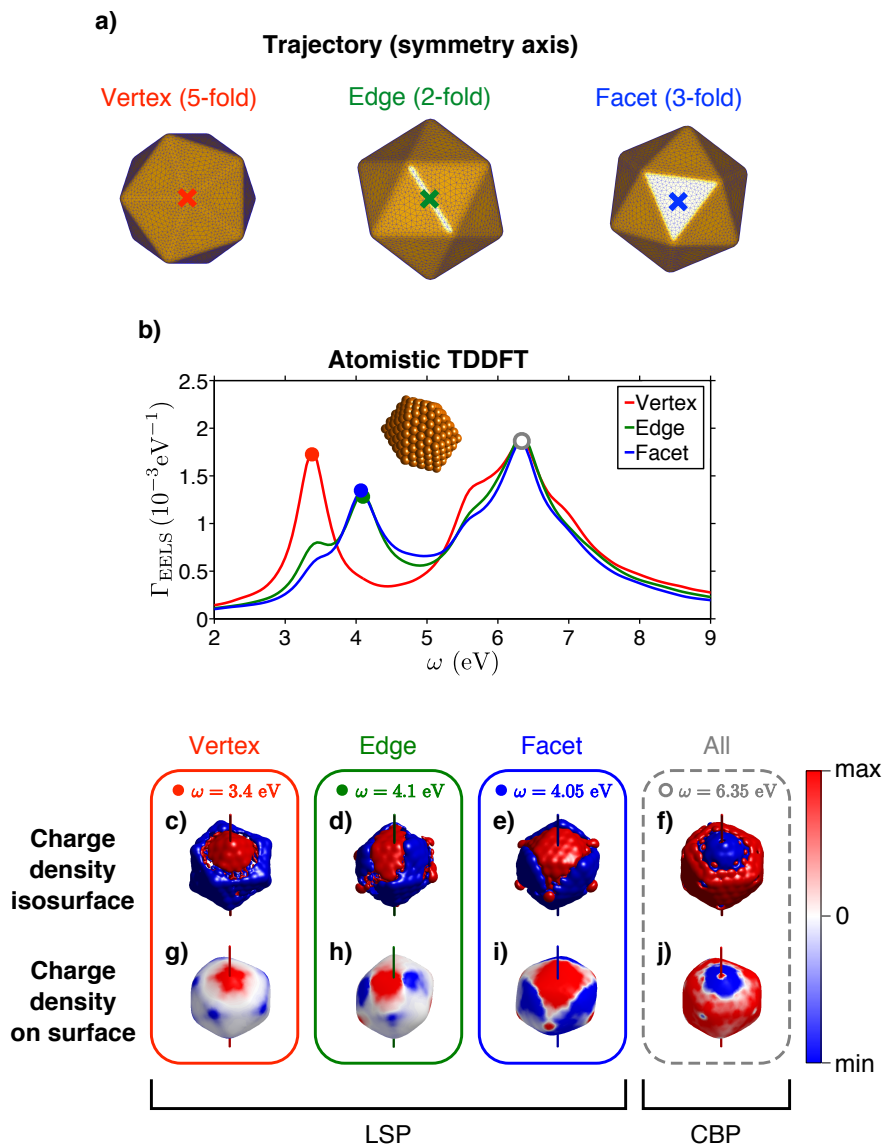 a)
Trajectory (symmetry axis)
Vertex (5-fold)
Edge (2-fold)
Facet (3-fold)
b)
Atomistic TDDFT
2.5
2
1.5
1
0.5
0
Γ_EELS (10⁻³eV⁻¹)
Vertex
Edge
Facet
2 3 4 5 6 7 8 9
ω (eV)
Vertex
Edge
Facet
All
ω = 3.4 eV
ω = 4.1 eV
ω = 4.05 eV
ω = 6.35 eV
c)
d)
e)
f)
Charge
density
isosurface
g)
h)
i)
j)
Charge
density
on surface
max
0
min
LSP
CBP